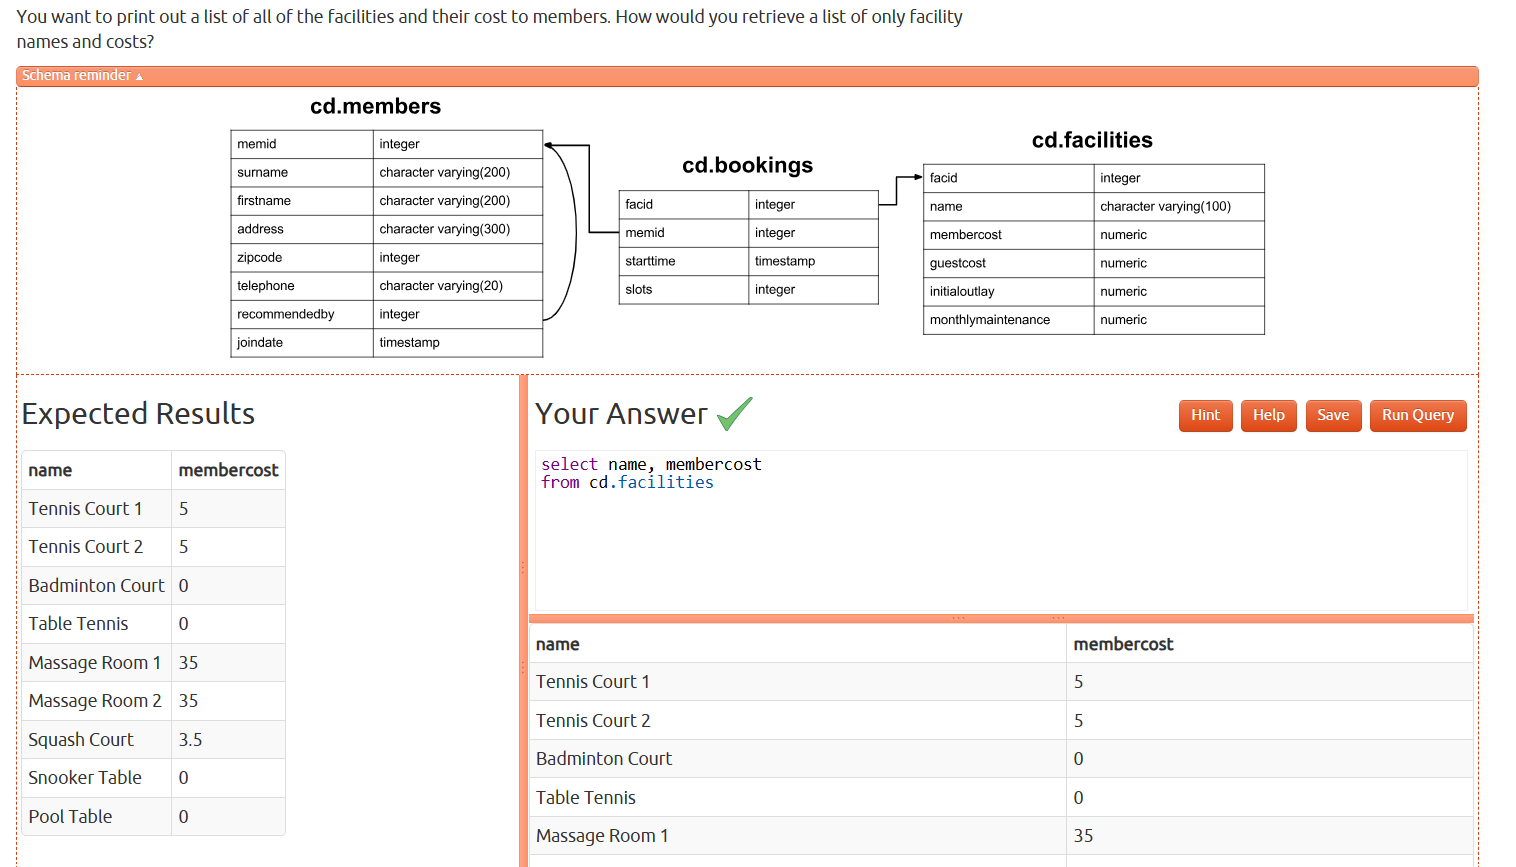 You want to print out a list of all of the facilities and their cost to members. How would you retrieve a list of only facility
names and costs?
Schema reminder ▲
cd.members
memid integer
surname character varying(200)
firstname character varying(200)
address character varying(300)
zipcode integer
telephone character varying(20)
recommendedby integer
joindate timestamp
cd.bookings
facid integer
memid integer
starttime timestamp
slots integer
cd.facilities
facid integer
name character varying(100)
membercost numeric
guestcost numeric
initialoutlay numeric
monthlymaintenance numeric
Expected Results
name membercost
Tennis Court 1 5
Tennis Court 2 5
Badminton Court 0
Table Tennis 0
Massage Room 1 35
Massage Room 2 35
Squash Court 3.5
Snooker Table 0
Pool Table 0
Your Answer
Hint Help Save Run Query
select name, membercost
from cd.facilities
name membercost
Tennis Court 1 5
Tennis Court 2 5
Badminton Court 0
Table Tennis 0
Massage Room 1 35